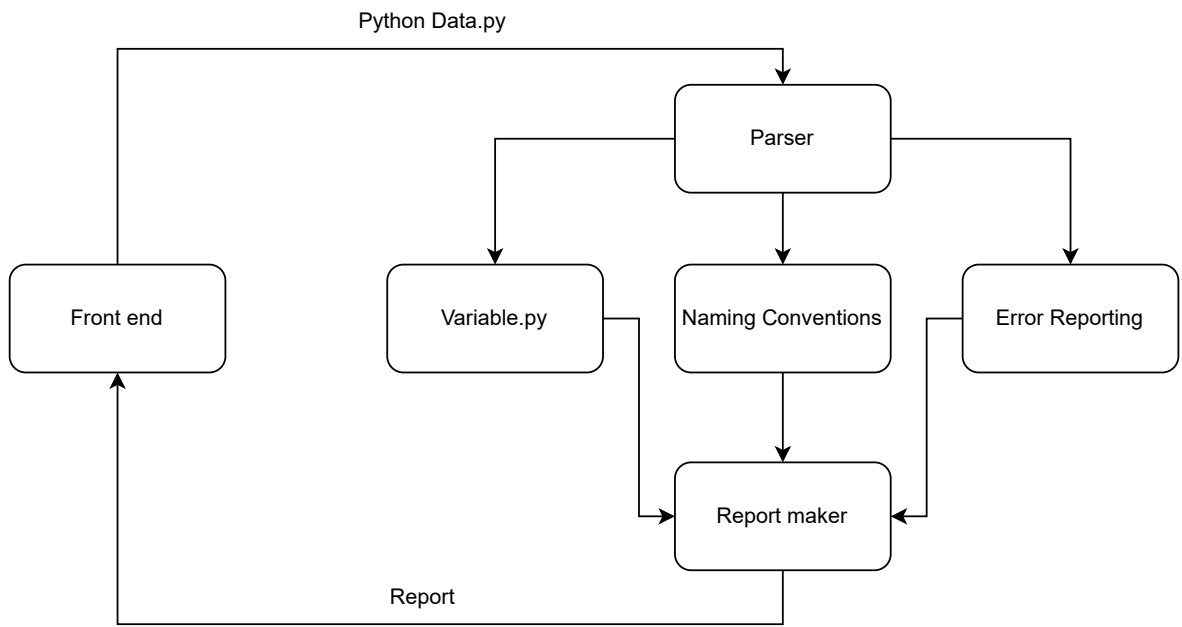 Python Data.py
Parser
Front end
Variable.py
Naming Conventions
Error Reporting
Report maker
Report